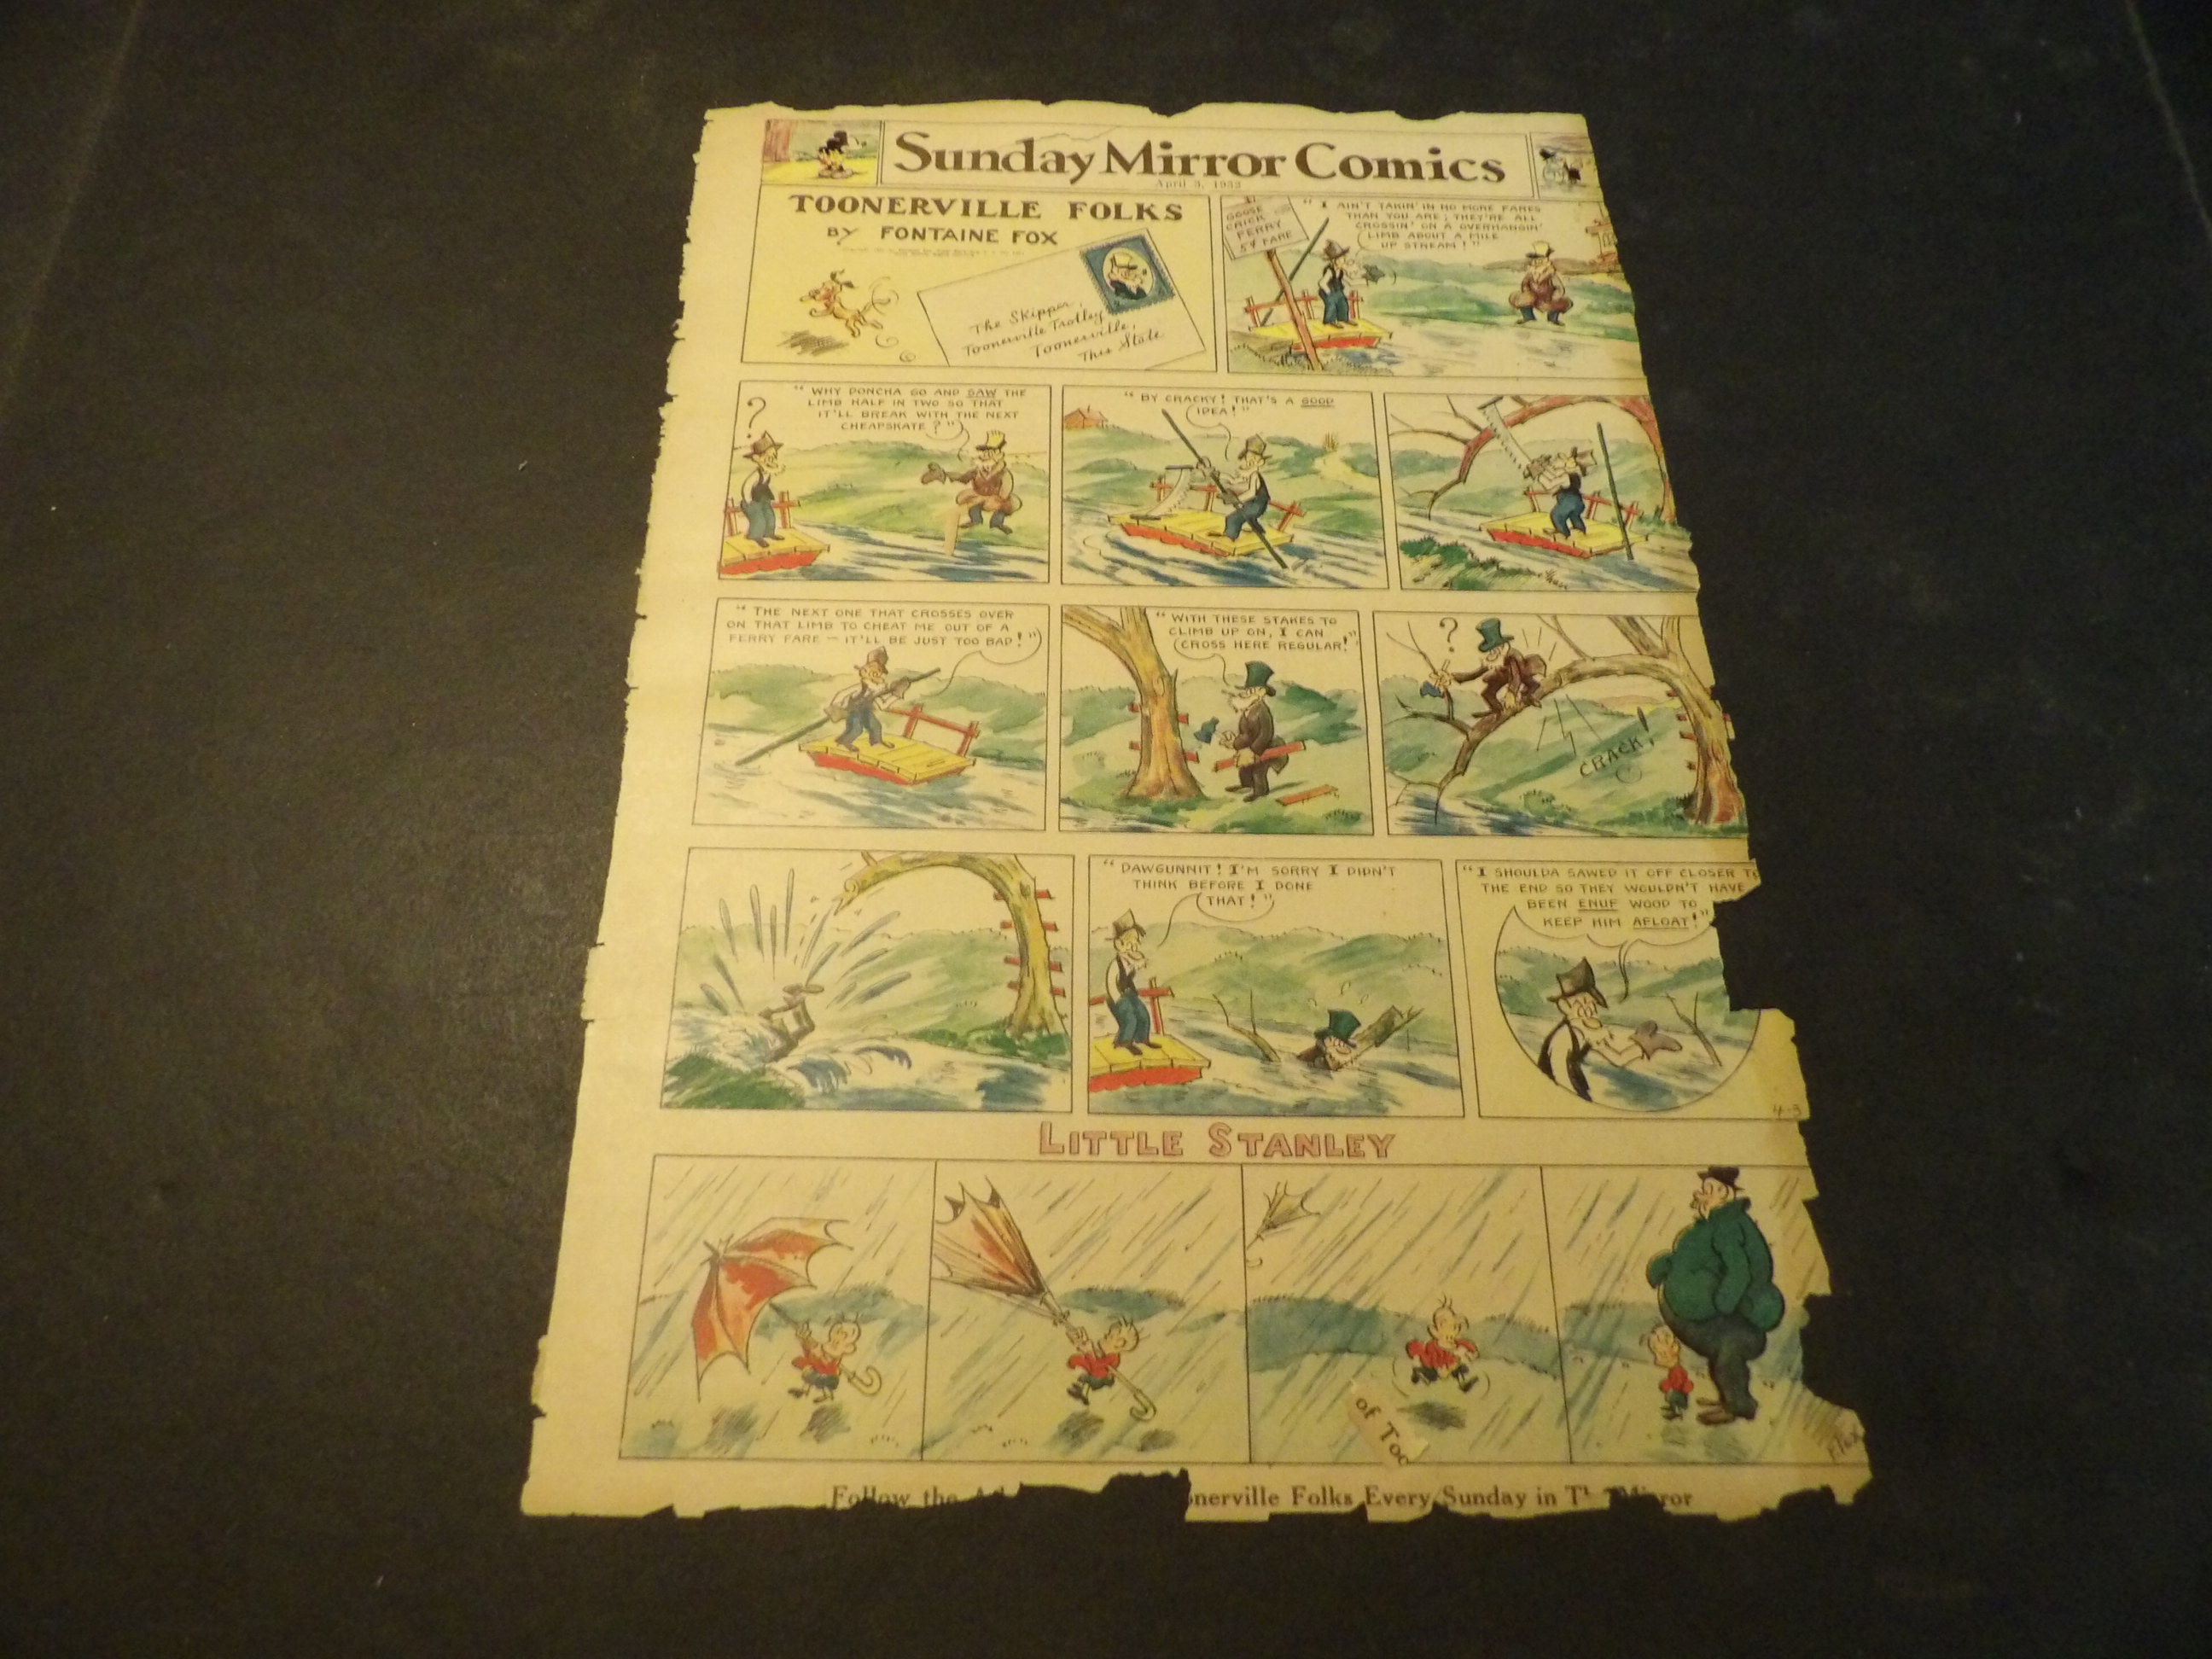 Sunday Mirror Comics
April 3, 1932
TOONERVILLE FOLKS
BY FONTAINE FOX
The Skipper,
Toonerville Trolley,
Toonerville,
This State
GOOSE
CRICK
FERRY
5¢ FARE
" I AIN'T TAKIN' IN NO MORE FARES
THAN YOU ARE; THEY'RE ALL
CROSSIN' ON A OVERHANGIN'
LIMB ABOUT A MILE
UP STREAM!"
?
" WHY DONCHA GO AND SAW THE
LIMB HALF IN TWO SO THAT
IT'LL BREAK WITH THE NEXT
CHEAPSKATE?"
" BY CRACKY! THAT'S A GOOD
IDEA!"
" THE NEXT ONE THAT CROSSES OVER
ON THAT LIMB TO CHEAT ME OUT OF A
FERRY FARE — IT'LL BE JUST TOO BAD!"
" WITH THESE STAKES TO
CLIMB UP ON, I CAN
CROSS HERE REGULAR!"
?
CRACK!
" DAWGUNNIT! I'M SORRY I DIDN'T
THINK BEFORE I DONE
THAT!"
"I SHOULDA SAWED IT OFF CLOSER T
THE END SO THEY WOULDN'T HAVE
BEEN ENUF WOOD TO
KEEP HIM AFLOAT!"
4-3
LITTLE STANLEY
of Too
Follow the Ad onerville Folks Every Sunday in Mirror